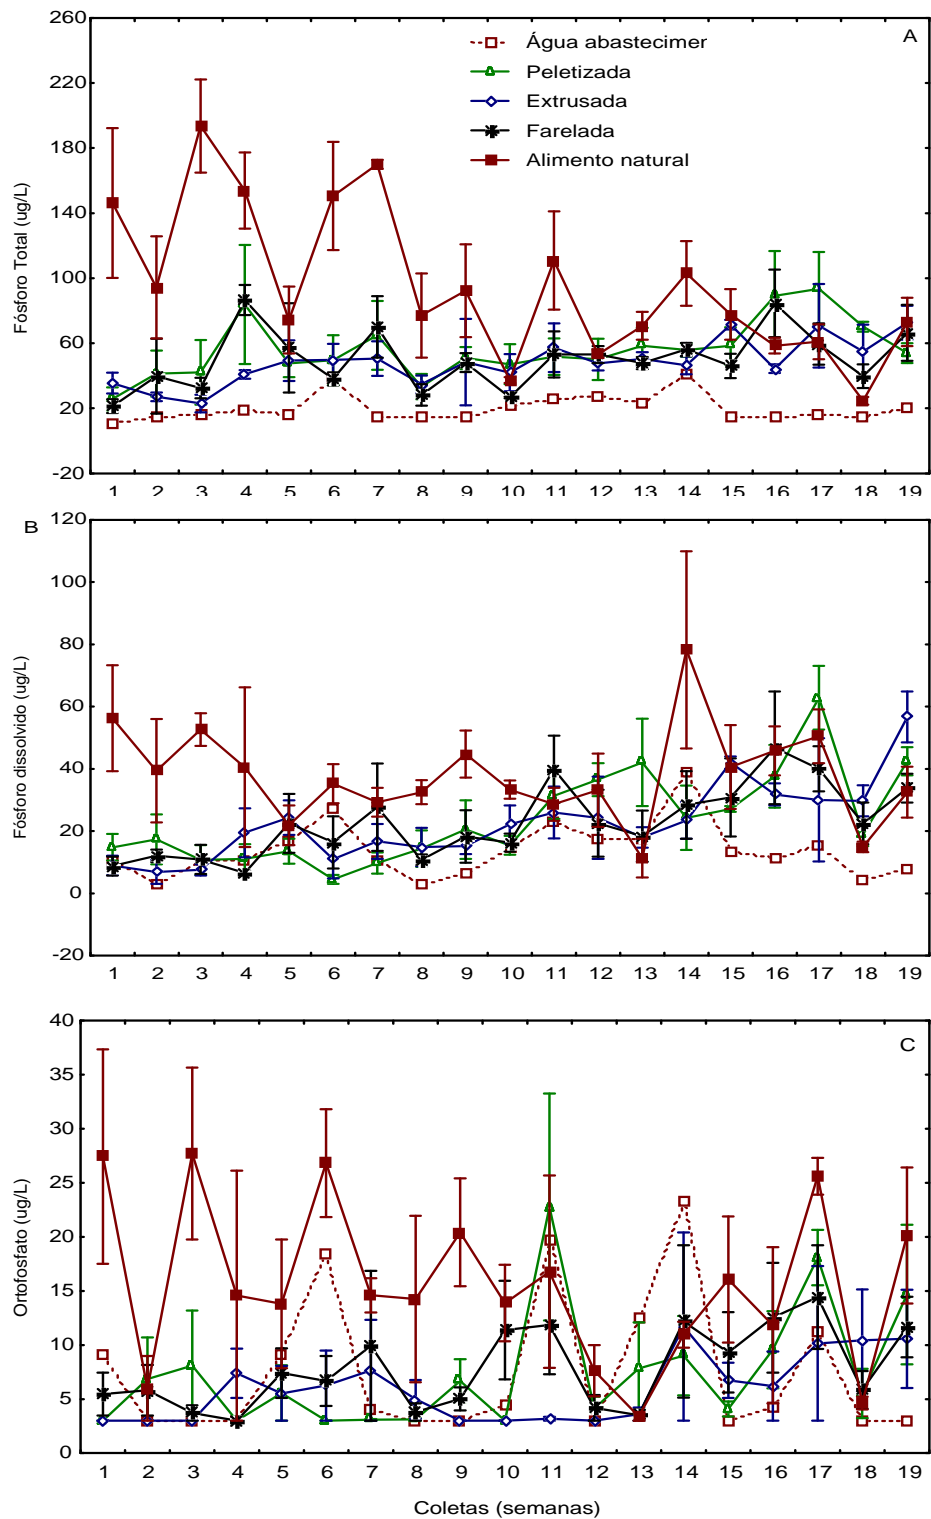 260
220
180
140
100
60
20
-20
Fósforo Total (ug/L)
A
Água abastecimer
Peletizada
Extrusada
Farelada
Alimento natural
1 2 3 4 5 6 7 8 9 10 11 12 13 14 15 16 17 18 19
B
120
100
80
60
40
20
0
-20
Fósforo dissolvido (ug/L)
1 2 3 4 5 6 7 8 9 10 11 12 13 14 15 16 17 18 19
C
40
35
30
25
20
15
10
5
0
Ortofosfato (ug/L)
1 2 3 4 5 6 7 8 9 10 11 12 13 14 15 16 17 18 19
Coletas (semanas)